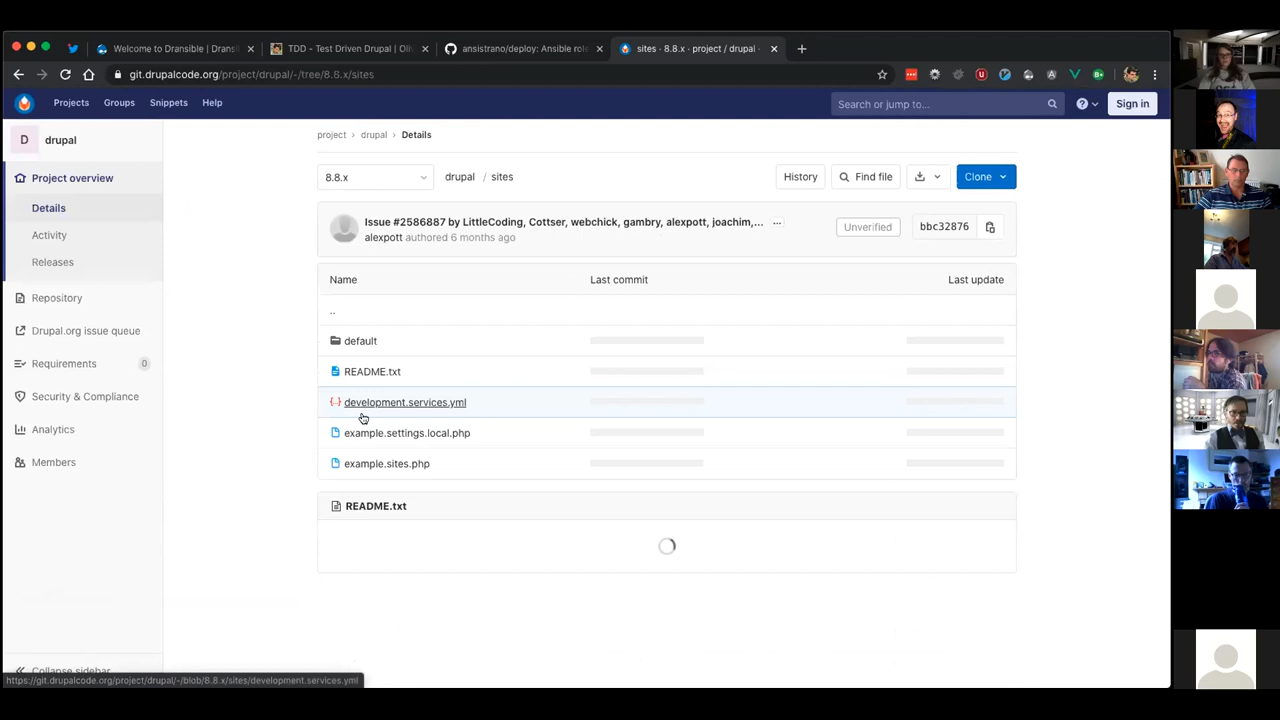 Welcome to Dransible | Dransi
TDD - Test Driven Drupal | Oliv
ansistrano/deploy: Ansible role
sites · 8.8.x · project / drupal
git.drupalcode.org/project/drupal/-/tree/8.8.x/sites
Projects
Groups
Snippets
Help
Search or jump to...
Sign in
D
drupal
Project overview
Details
Activity
Releases
Repository
Drupal.org issue queue
Requirements
0
Security & Compliance
Analytics
Members
Collapse sidebar
project > drupal > Details
8.8.x
drupal / sites
History
Find file
Clone
Issue #2586887 by LittleCoding, Cottser, webchick, gambry, alexpott, joachim,...
alexpott authored 6 months ago
Unverified
bbc32876
Name
Last commit
Last update
..
default
README.txt
development.services.yml
example.settings.local.php
example.sites.php
README.txt
https://git.drupalcode.org/project/drupal/-/blob/8.8.x/sites/development.services.yml